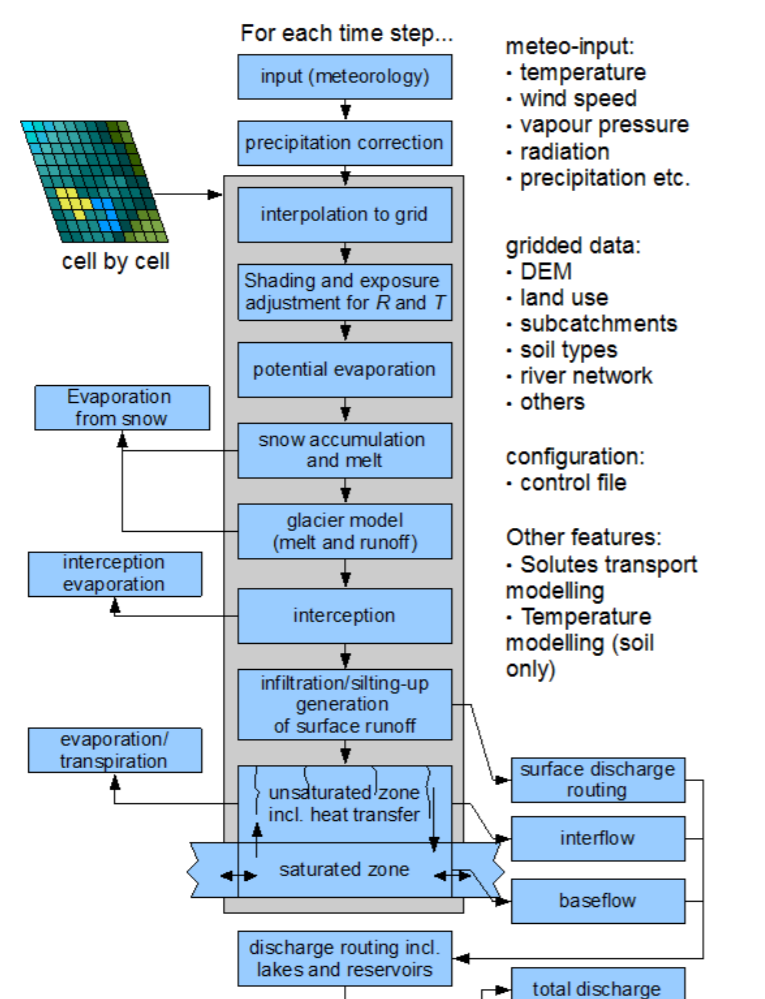 For each time step...
input (meteorology)
precipitation correction
cell by cell
interpolation to grid
Shading and exposure
adjustment for R and T
potential evaporation
Evaporation
from snow
snow accumulation
and melt
glacier model
(melt and runoff)
interception
evaporation
interception
infiltration/silting-up
generation
of surface runoff
evaporation/
transpiration
unsaturated zone
incl. heat transfer
saturated zone
surface discharge
routing
interflow
baseflow
discharge routing incl.
lakes and reservoirs
total discharge
meteo-input:
· temperature
· wind speed
· vapour pressure
· radiation
· precipitation etc.
gridded data:
· DEM
· land use
· subcatchments
· soil types
· river network
· others
configuration:
· control file
Other features:
· Solutes transport
modelling
· Temperature
modelling (soil
only)